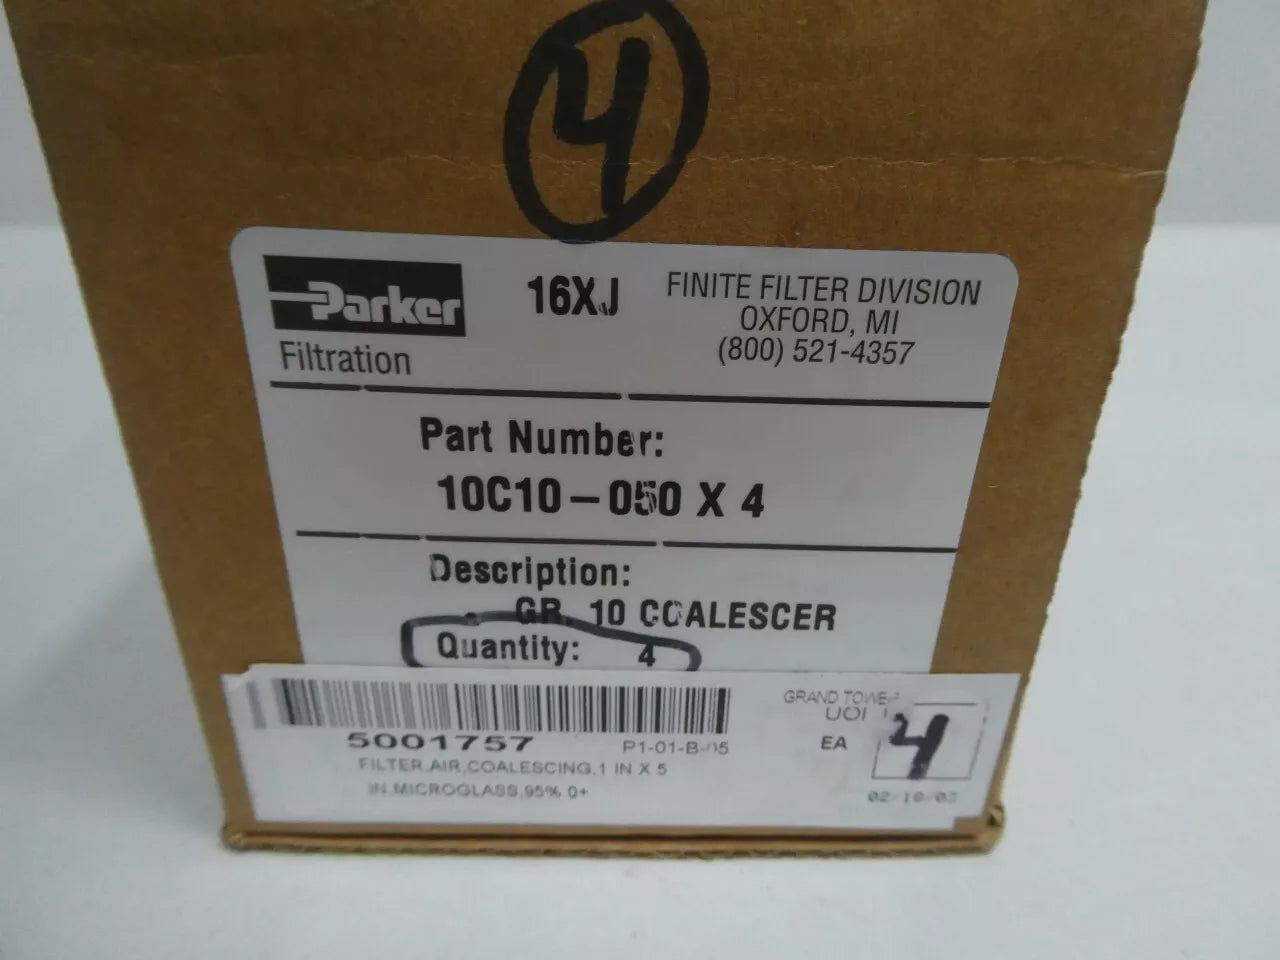 4
Parker
Filtration
16XJ
FINITE FILTER DIVISION
OXFORD, MI
(800) 521-4357
Part Number:
10C10-050 X 4
Description:
GR. 10 COALESCER
Quantity: 4
5001757
P1-01-B-05
FILTER,AIR,COALESCING,1 IN X 5
IN,MICROGLASS,95% 0+
GRAND
EA
4